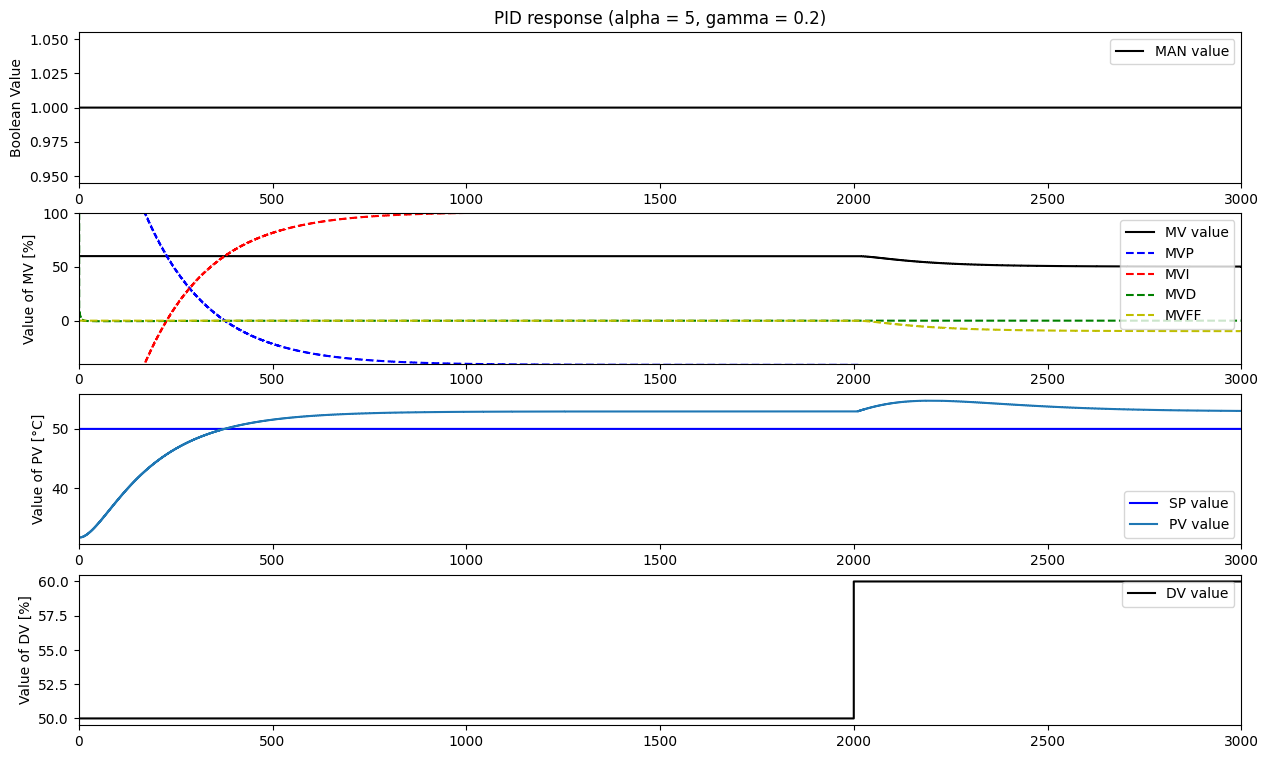 PID response (alpha = 5, gamma = 0.2)
Boolean Value
1.050
1.025
1.000
0.975
0.950
MAN value
0 500 1000 1500 2000 2500 3000
Value of MV [%]
100
50
0
MV value
MVP
MVI
MVD
MVFF
0 500 1000 1500 2000 2500 3000
Value of PV [°C]
50
40
SP value
PV value
0 500 1000 1500 2000 2500 3000
Value of DV [%]
60.0
57.5
55.0
52.5
50.0
DV value
0 500 1000 1500 2000 2500 3000